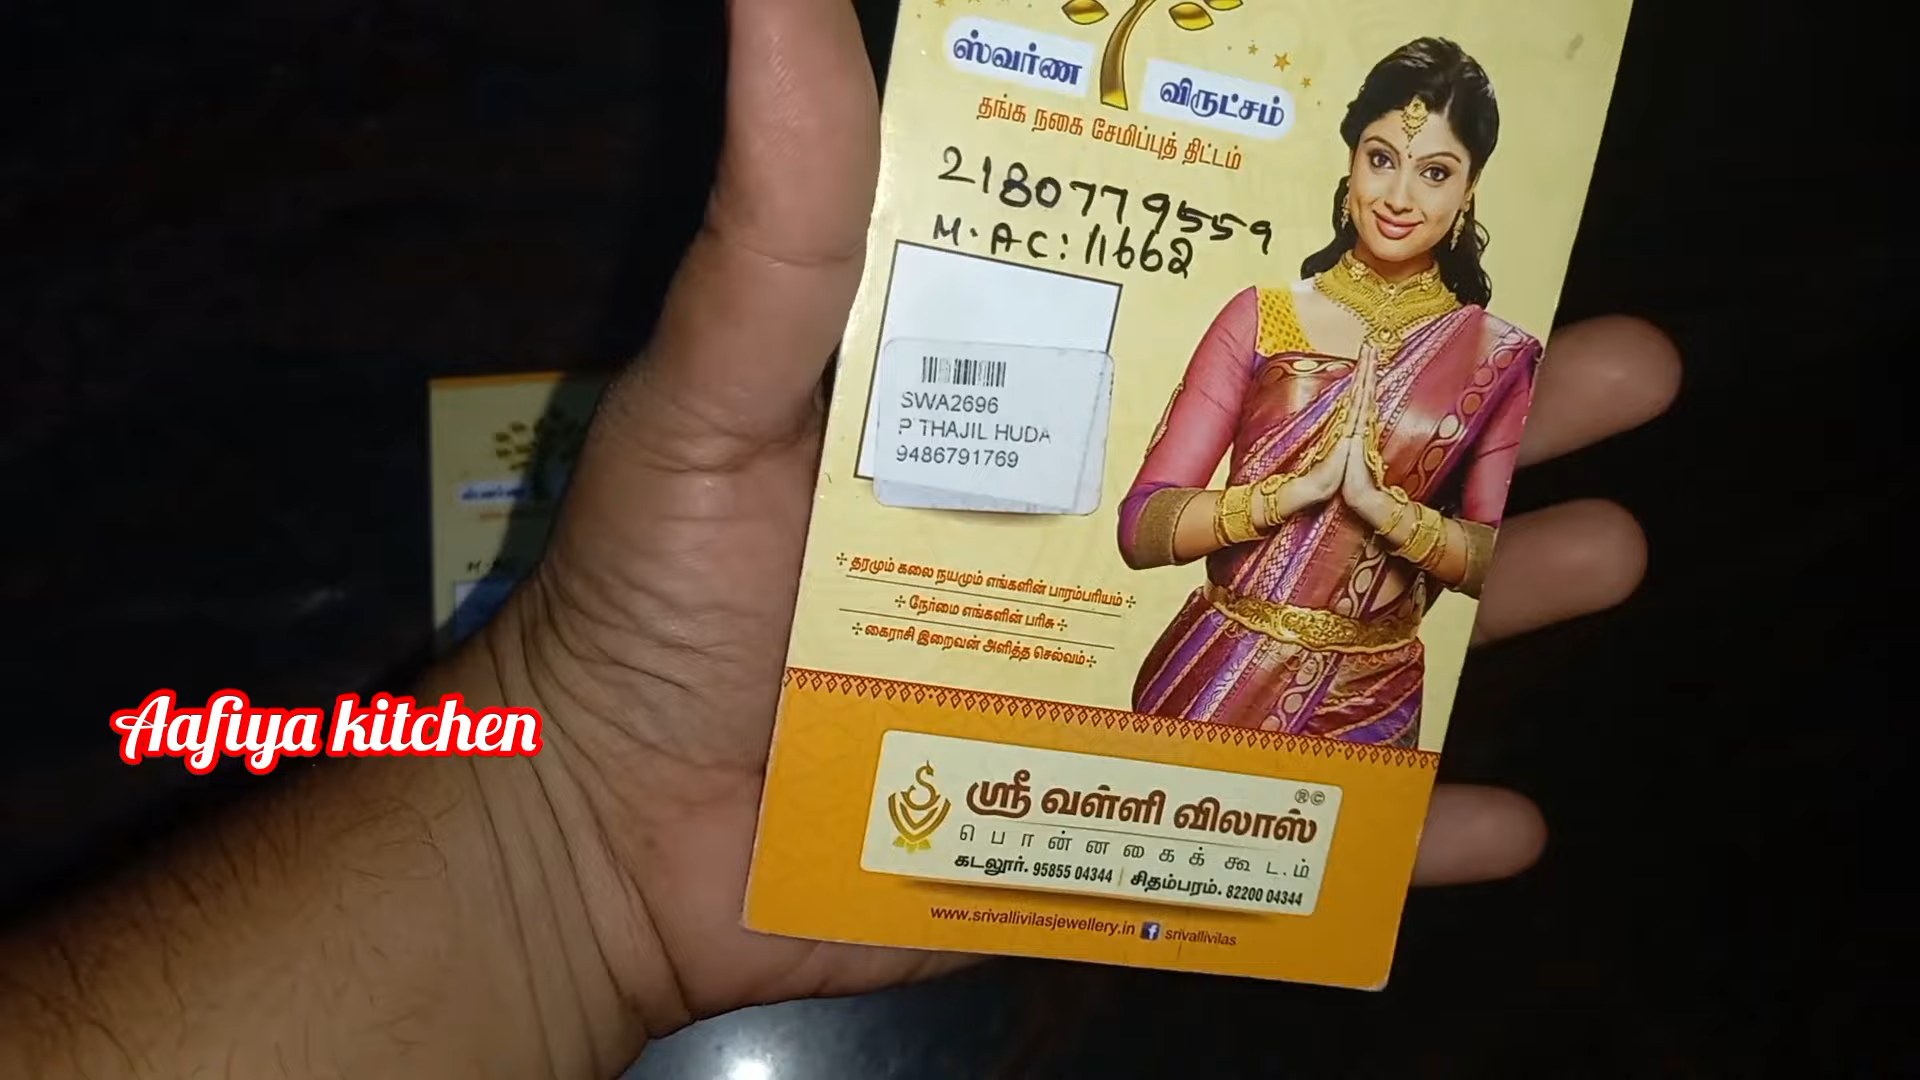 ஸ்வர்ண விருட்சம்
தங்க நகை சேமிப்புத் திட்டம்
2180779559
M.AC:11662
SWA2696
P THAJIL HUDA
9486791769
தரமும் கலை நயமும் எங்களின் பாரம்பரியம்
நேர்மை எங்களின் பரிசு
கைராசி இறைவன் அளித்த செல்வம்
Aafiya kitchen
ஸ்ரீ வள்ளி விலாஸ் ®©
பொன்னகைக் கூடம்
கடலூர். 95855 04344 | சிதம்பரம். 82200 04344
www.srivallivilasjewellery.in f srivallivilas